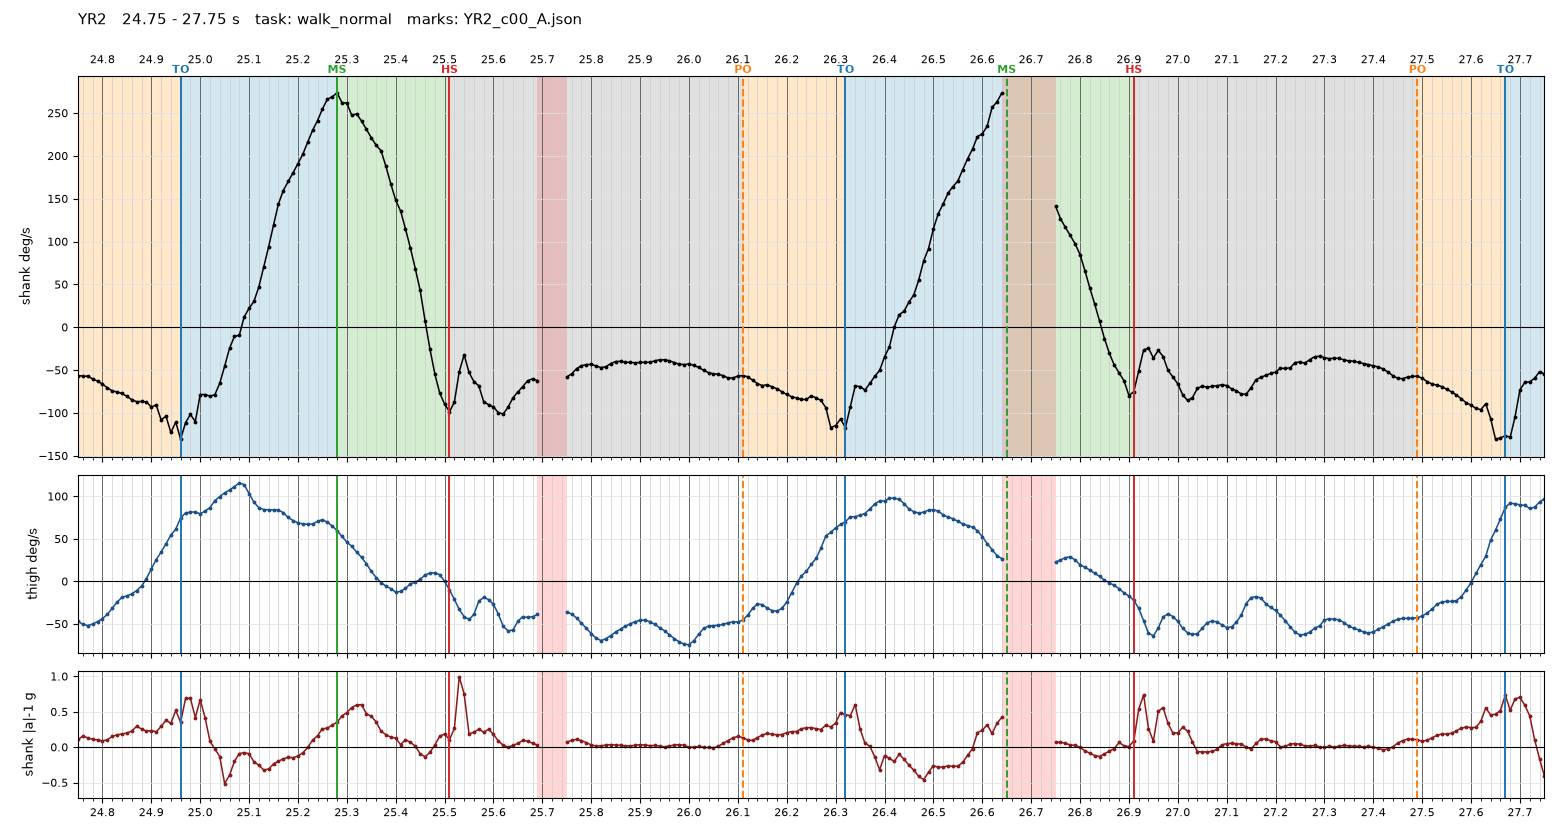 YR2   24.75 - 27.75 s   task: walk_normal   marks: YR2_c00_A.json
24.8 24.9 25.0 25.1 25.2 25.3 25.4 25.5 25.6 25.7 25.8 25.9 26.0 26.1 26.2 26.3 26.4 26.5 26.6 26.7 26.8 26.9 27.0 27.1 27.2 27.3 27.4 27.5 27.6 27.7
TO MS HS PO TO MS HS PO TO
shank deg/s
250
200
150
100
50
0
−50
−100
−150
thigh deg/s
100
50
0
−50
shank |a|-1 g
1.0
0.5
0.0
−0.5
24.8 24.9 25.0 25.1 25.2 25.3 25.4 25.5 25.6 25.7 25.8 25.9 26.0 26.1 26.2 26.3 26.4 26.5 26.6 26.7 26.8 26.9 27.0 27.1 27.2 27.3 27.4 27.5 27.6 27.7